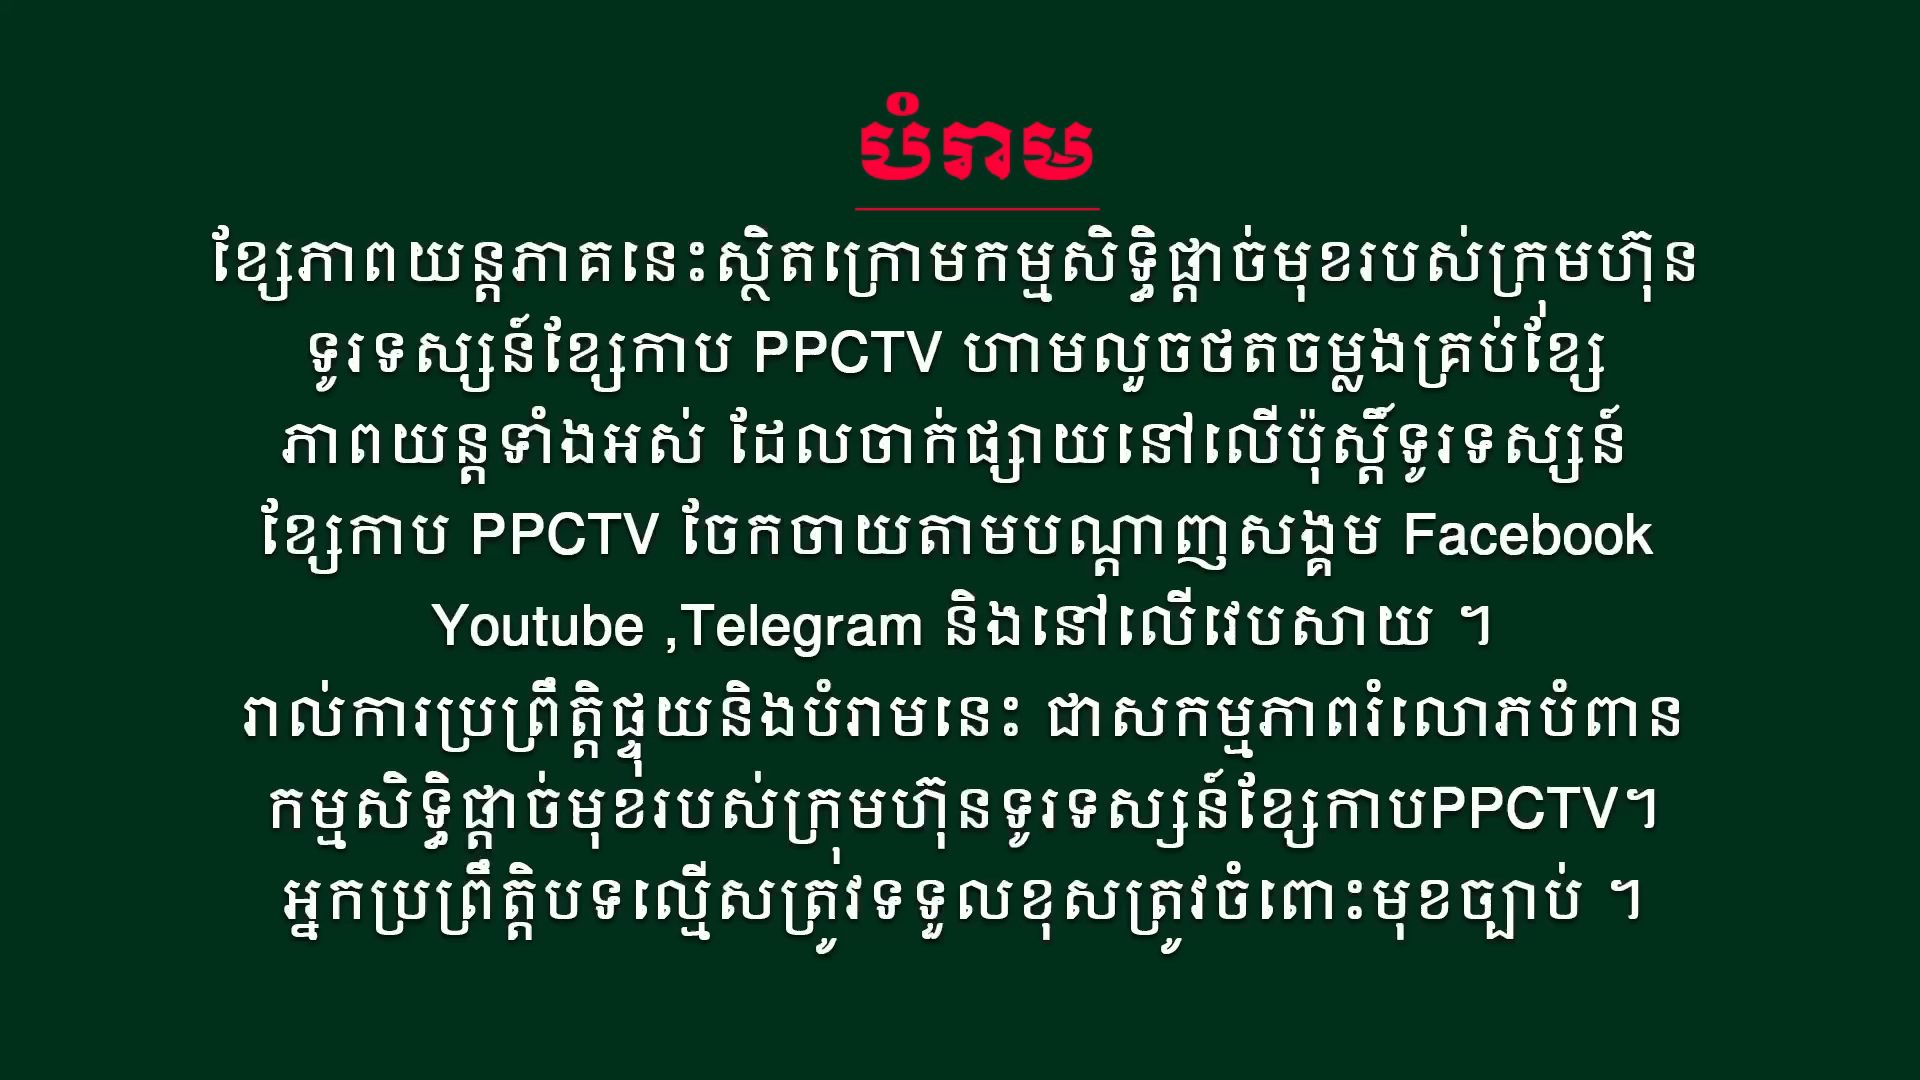 បំរាម
ខ្សែភាពយន្តភាគនេះស្ថិតក្រោមកម្មសិទ្ធិផ្តាច់មុខរបស់ក្រុមហ៊ុន
ទូរទស្សន៍ខ្សែកាប PPCTV ហាមលួចថតចម្លងគ្រប់ខ្សែ
ភាពយន្តទាំងអស់ ដែលចាក់ផ្សាយនៅលើប៉ុស្តិ៍ទូរទស្សន៍
ខ្សែកាប PPCTV ចែកចាយតាមបណ្តាញសង្គម Facebook
Youtube ,Telegram និងនៅលើវេបសាយ ។
រាល់ការប្រព្រឹត្តិផ្ទុយនិងបំរាមនេះ ជាសកម្មភាពរំលោភបំពាន
កម្មសិទ្ធិផ្តាច់មុខរបស់ក្រុមហ៊ុនទូរទស្សន៍ខ្សែកាបPPCTV។
អ្នកប្រព្រឹត្តិបទល្មើសត្រូវទទួលខុសត្រូវចំពោះមុខច្បាប់ ។